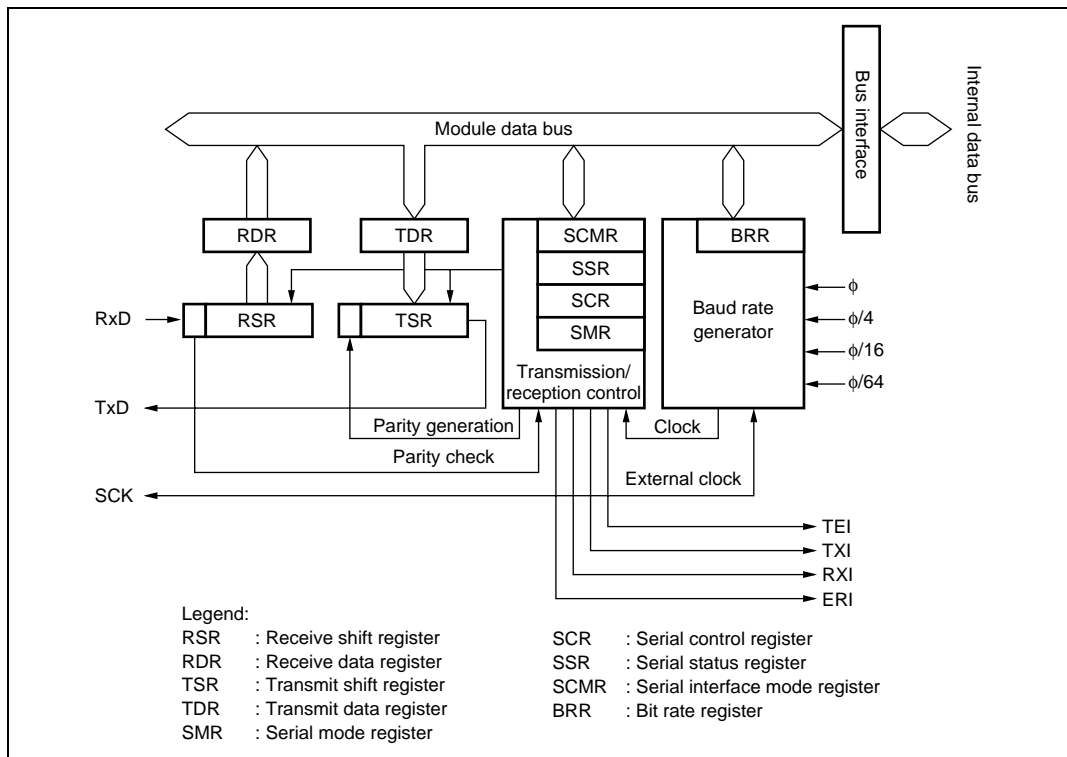 Bus interface
Internal data bus
Module data bus
RDR
TDR
SCMR
BRR
SSR
SCR
SMR
RxD
RSR
TSR
Baud rate
generator
ϕ
ϕ/4
ϕ/16
ϕ/64
Transmission/
reception control
TxD
Parity generation
Clock
Parity check
External clock
SCK
TEI
TXI
RXI
ERI
Legend:
RSR : Receive shift register
RDR : Receive data register
TSR : Transmit shift register
TDR : Transmit data register
SMR : Serial mode register
SCR : Serial control register
SSR : Serial status register
SCMR : Serial interface mode register
BRR : Bit rate register